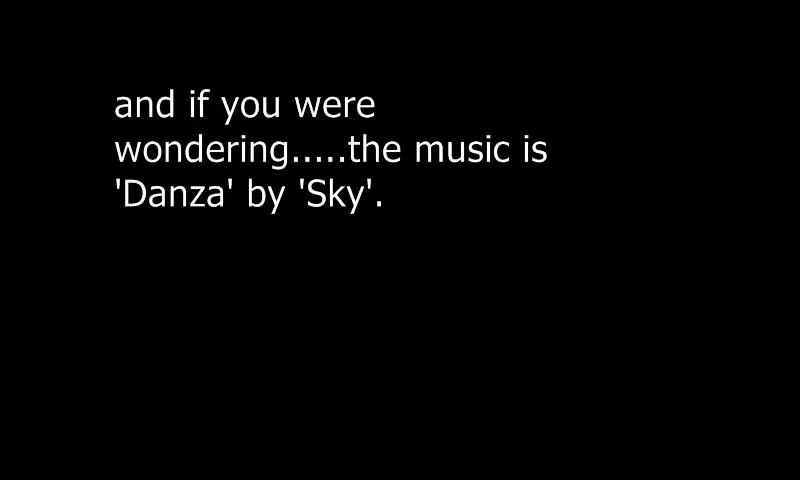 and if you were
wondering.....the music is
'Danza' by 'Sky'.